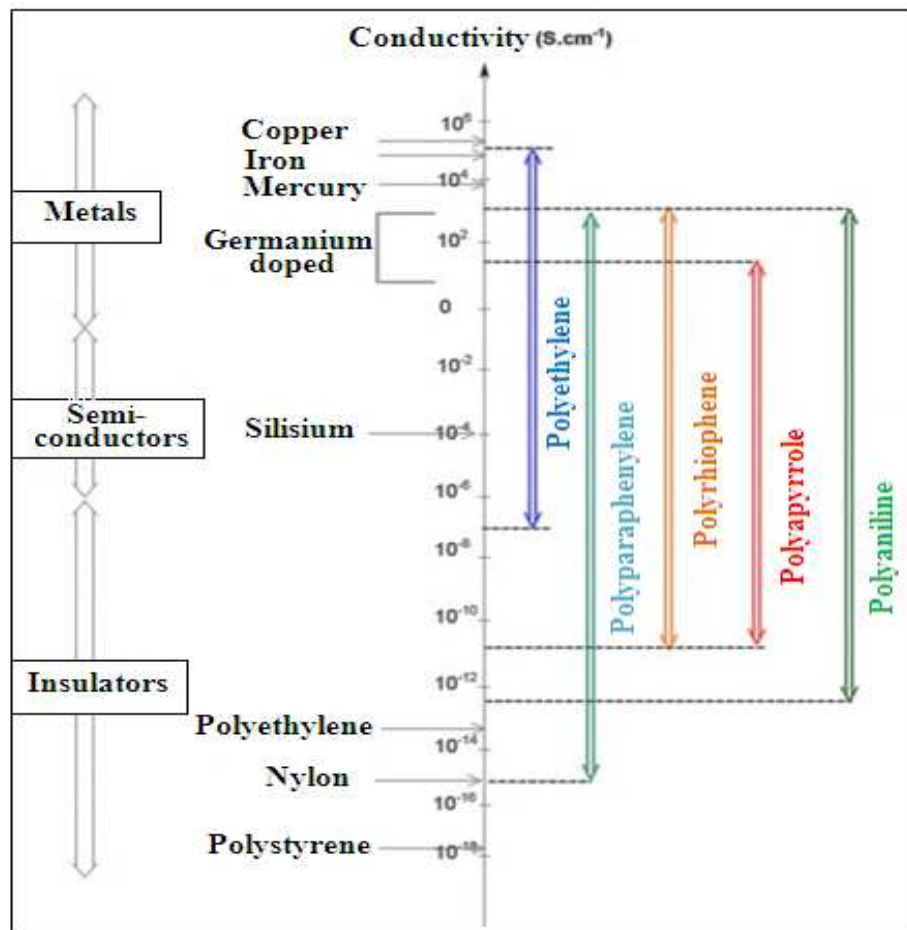 Conductivity (S.cm⁻¹)
10⁶
Copper
Iron
Mercury
10⁴
Metals
Germanium
doped
10²
0
10⁻²
Semi-
conductors
Silisium
10⁻⁴
10⁻⁶
10⁻⁸
10⁻¹⁰
10⁻¹²
Insulators
Polyethylene
10⁻¹⁴
Nylon
10⁻¹⁶
Polystyrene
10⁻¹⁸
Polyethylene
Polyparaphenylene
Polyrhiophene
Polyapyrrole
Polyaniline